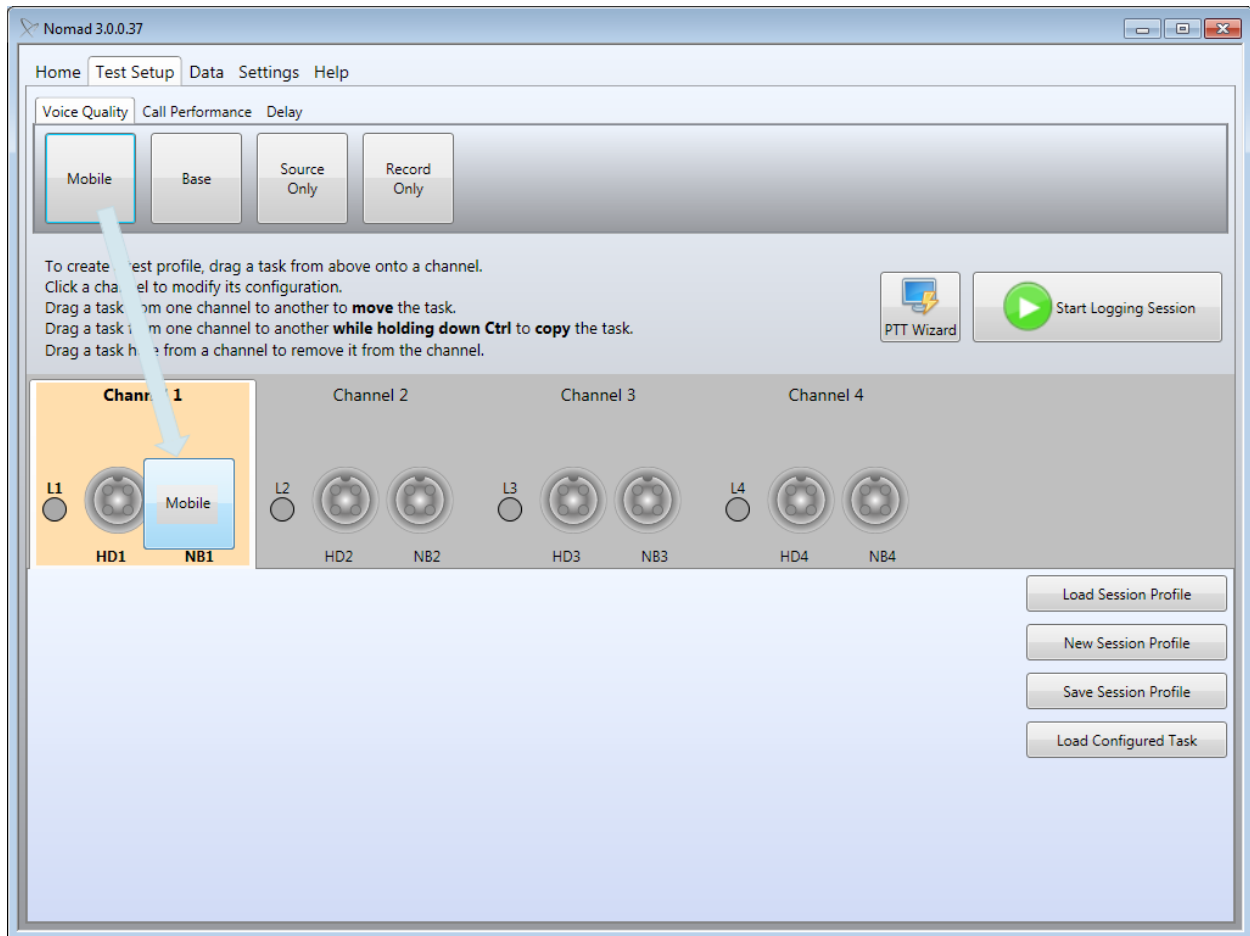 Nomad 3.0.0.37
Home Test Setup Data Settings Help
Voice Quality Call Performance Delay
Mobile Base Source Only Record Only
To create test profile, drag a task from above onto a channel.
Click a channel to modify its configuration.
Drag a task from one channel to another to move the task.
Drag a task from one channel to another while holding down Ctrl to copy the task.
Drag a task here from a channel to remove it from the channel.
PTT Wizard
Start Logging Session
Channel 1 Channel 2 Channel 3 Channel 4
L1 Mobile L2 L3 L4
HD1 NB1 HD2 NB2 HD3 NB3 HD4 NB4
Load Session Profile
New Session Profile
Save Session Profile
Load Configured Task